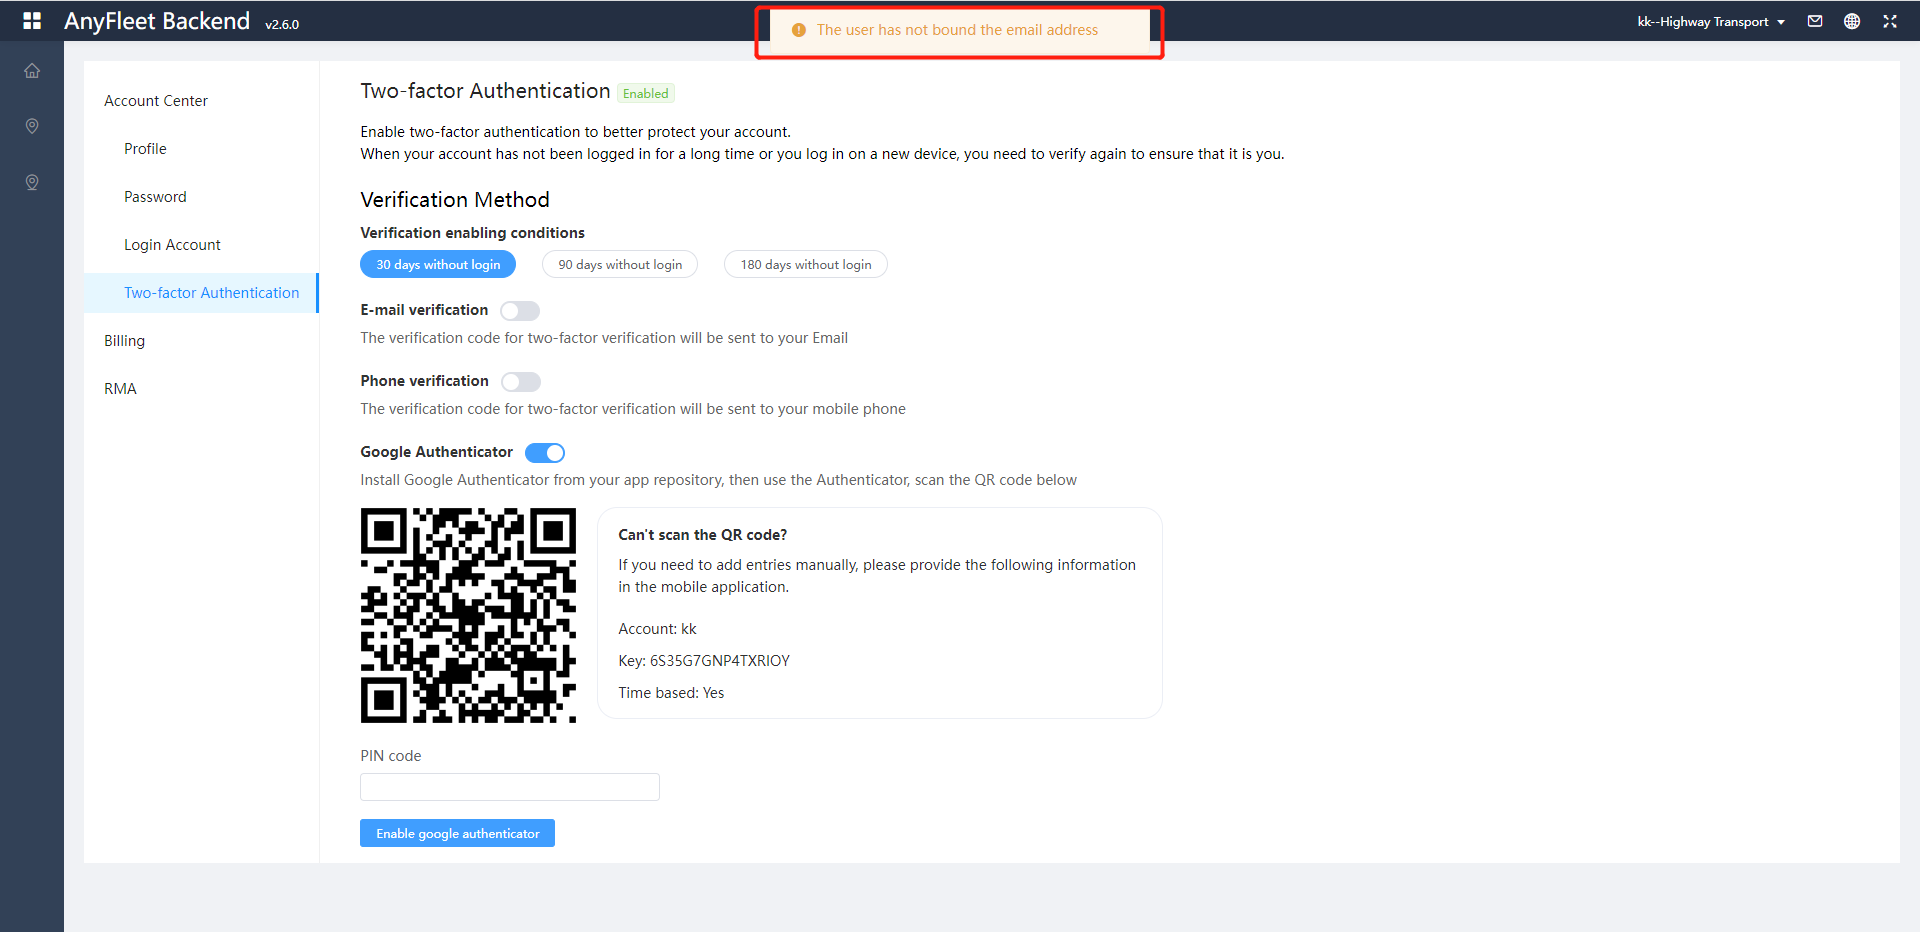 AnyFleet Backend v2.6.0
The user has not bound the email address
kk--Highway Transport
Account Center
Profile
Password
Login Account
Two-factor Authentication
Billing
RMA
Two-factor Authentication Enabled
Enable two-factor authentication to better protect your account.
When your account has not been logged in for a long time or you log in on a new device, you need to verify again to ensure that it is you.
Verification Method
Verification enabling conditions
30 days without login
90 days without login
180 days without login
E-mail verification
The verification code for two-factor verification will be sent to your Email
Phone verification
The verification code for two-factor verification will be sent to your mobile phone
Google Authenticator
Install Google Authenticator from your app repository, then use the Authenticator, scan the QR code below
Can't scan the QR code?
If you need to add entries manually, please provide the following information
in the mobile application.
Account: kk
Key: 6S35G7GNP4TXRIOY
Time based: Yes
PIN code
Enable google authenticator